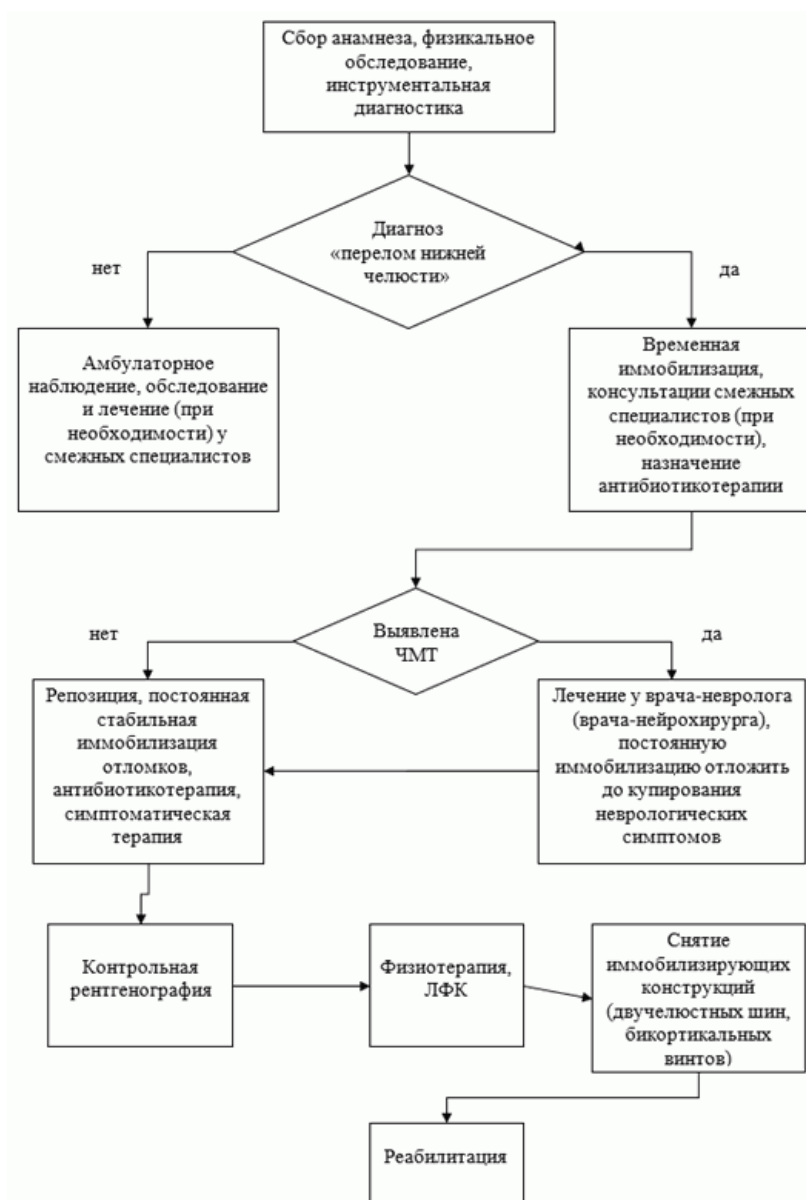 Сбор анамнеза, физикальное
обследование,
инструментальная
диагностика
Диагноз
«перелом нижней
челюсти»
нет
да
Амбулаторное
наблюдение, обследование
и лечение (при
необходимости) у
смежных специалистов
Временная
иммобилизация,
консультации смежных
специалистов (при
необходимости),
назначение
антибиотикотерапии
Выявлена
ЧМТ
нет
да
Репозиция, постоянная
стабильная
иммобилизация
отломков,
антибиотикотерапия,
симптоматическая
терапия
Лечение у врача-невролога
(врача-нейрохирурга),
постоянную
иммобилизацию отложить
до купирования
неврологических
симптомов
Контрольная
рентгенография
Физиотерапия,
ЛФК
Снятие
иммобилизирующих
конструкций
(двучелюстных шин,
бикортикальных
винтов)
Реабилитация